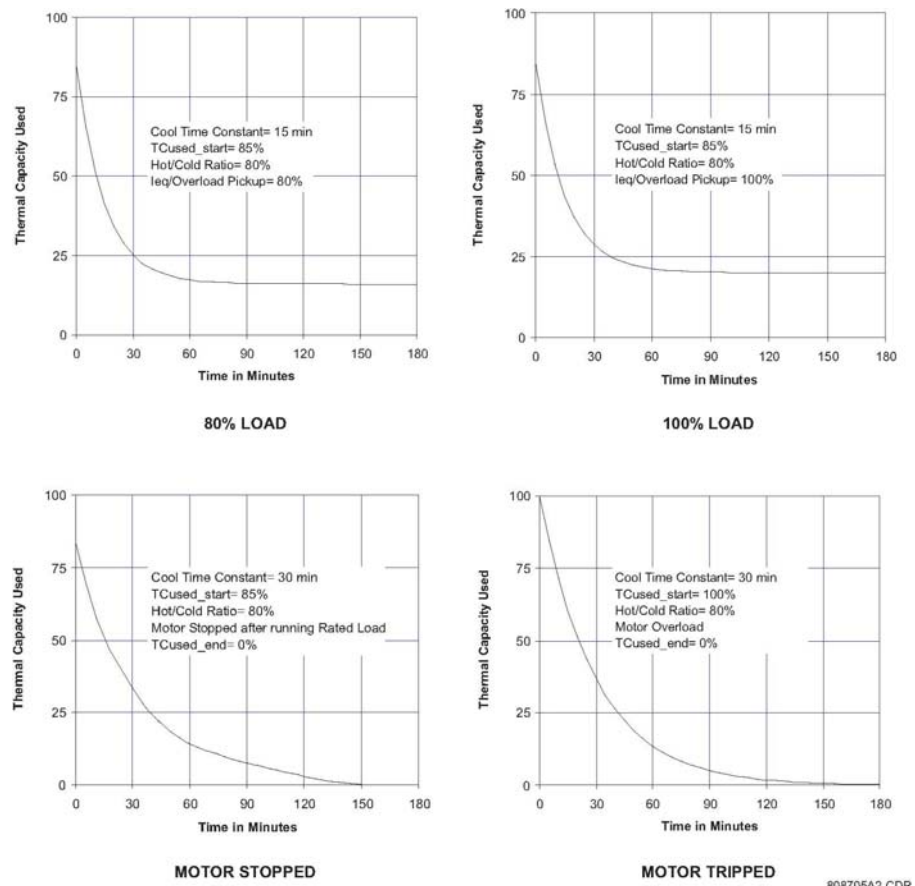 100
75
50
25
0
Thermal Capacity Used
Cool Time Constant= 15 min
TCused_start= 85%
Hot/Cold Ratio= 80%
Ieq/Overload Pickup= 80%
0 30 60 90 120 150 180
Time in Minutes
80% LOAD
100
75
50
25
0
Thermal Capacity Used
Cool Time Constant= 15 min
TCused_start= 85%
Hot/Cold Ratio= 80%
Ieq/Overload Pickup= 100%
0 30 60 90 120 150 180
Time in Minutes
100% LOAD
100
75
50
25
0
Thermal Capacity Used
Cool Time Constant= 30 min
TCused_start= 85%
Hot/Cold Ratio= 80%
Motor Stopped after running Rated Load
TCused_end= 0%
0 30 60 90 120 150 180
Time in Minutes
MOTOR STOPPED
100
75
50
25
0
Thermal Capacity Used
Cool Time Constant= 30 min
TCused_start= 100%
Hot/Cold Ratio= 80%
Motor Overload
TCused_end= 0%
0 30 60 90 120 150 180
Time in Minutes
MOTOR TRIPPED
808705A2.CDR